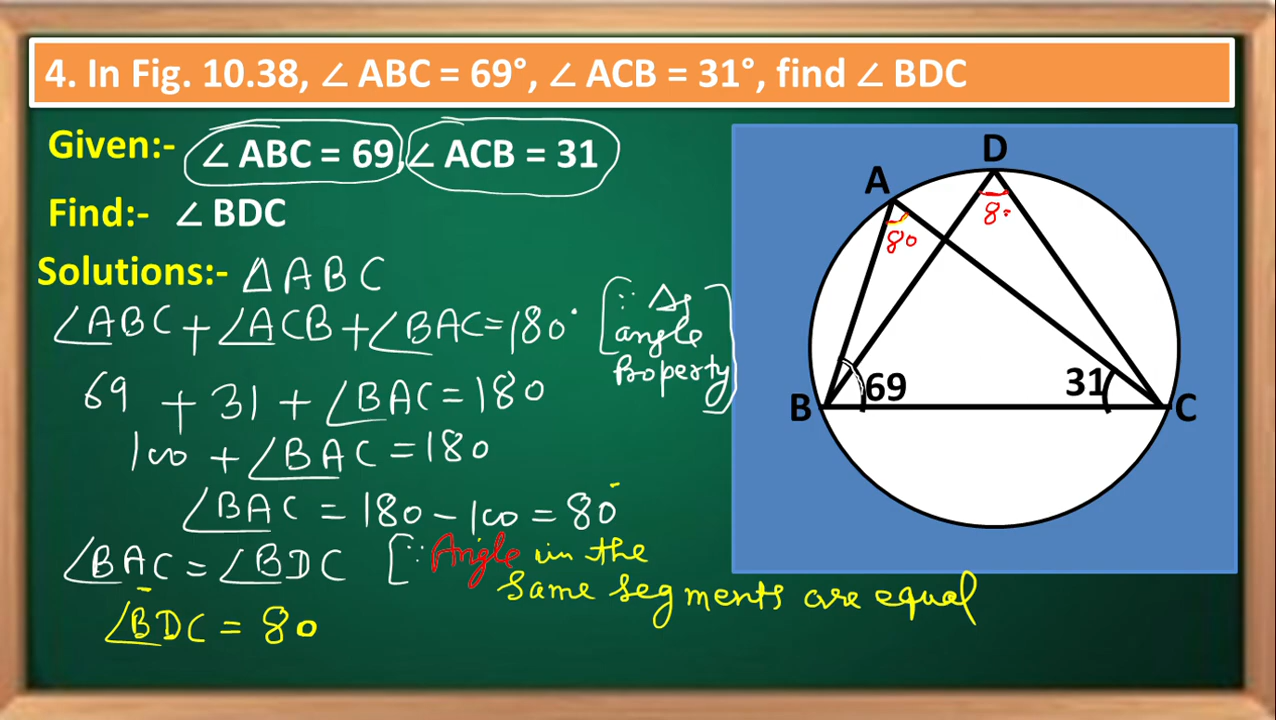 4. In Fig. 10.38, ∠ ABC = 69°, ∠ ACB = 31°, find ∠ BDC
Given:- ∠ ABC = 69, ∠ ACB = 31
Find:- ∠ BDC
Solutions:- △ABC
∠ABC + ∠ACB + ∠BAC = 180° [∵ △s
angle
Property]
69 + 31 + ∠BAC = 180
100 + ∠BAC = 180
∠BAC = 180 - 100 = 80
∠BAC = ∠BDC [∵ Angle in the
same segments are equal
∠BDC = 80
D
A
80
80
69
31
B
C